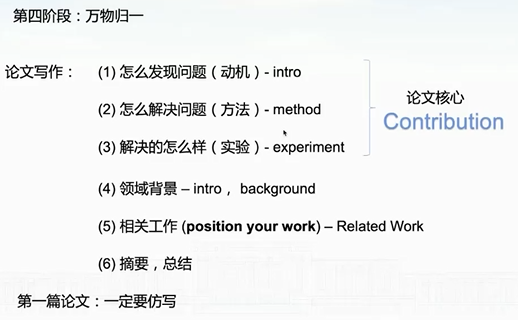 第四阶段：万物归一
论文写作： (1) 怎么发现问题（动机）- intro
(2) 怎么解决问题（方法）- method
(3) 解决的怎么样（实验）- experiment
论文核心
Contribution
(4) 领域背景 – intro， background
(5) 相关工作 (position your work) – Related Work
(6) 摘要，总结
第一篇论文：一定要仿写